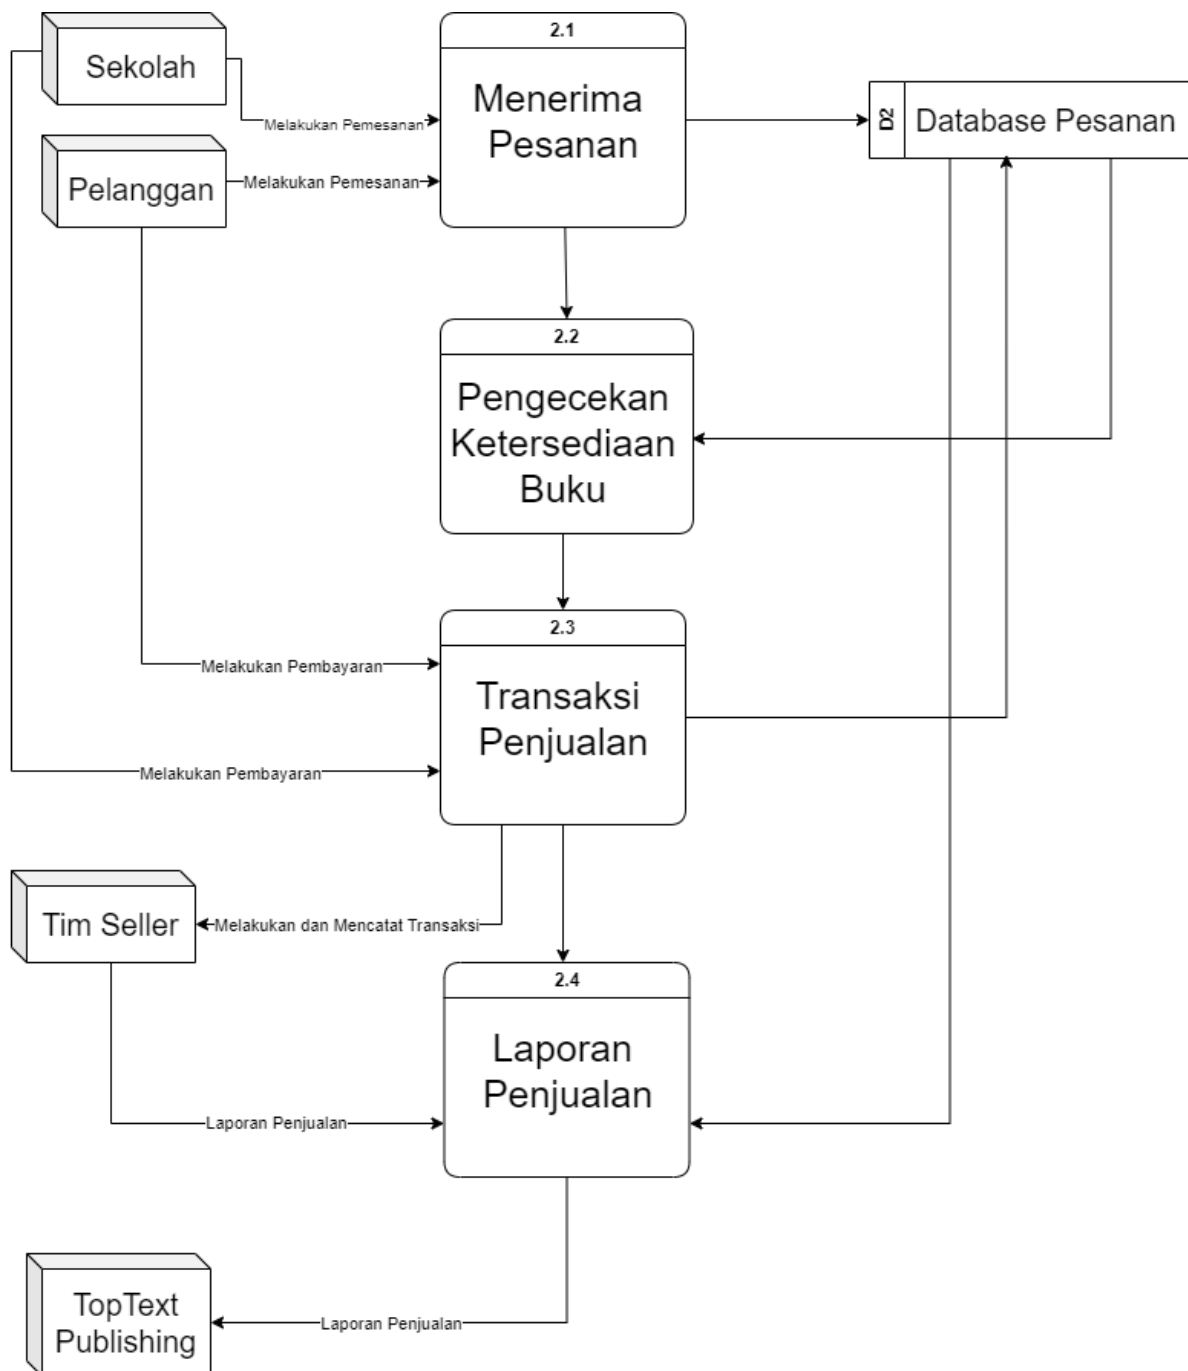 2.1
Sekolah
Menerima
Pesanan
D2
Database Pesanan
Melakukan Pemesanan
Pelanggan
Melakukan Pemesanan
2.2
Pengecekan
Ketersediaan
Buku
2.3
Melakukan Pembayaran
Transaksi
Penjualan
Melakukan Pembayaran
Tim Seller
Melakukan dan Mencatat Transaksi
2.4
Laporan
Penjualan
Laporan Penjualan
TopText
Publishing
Laporan Penjualan